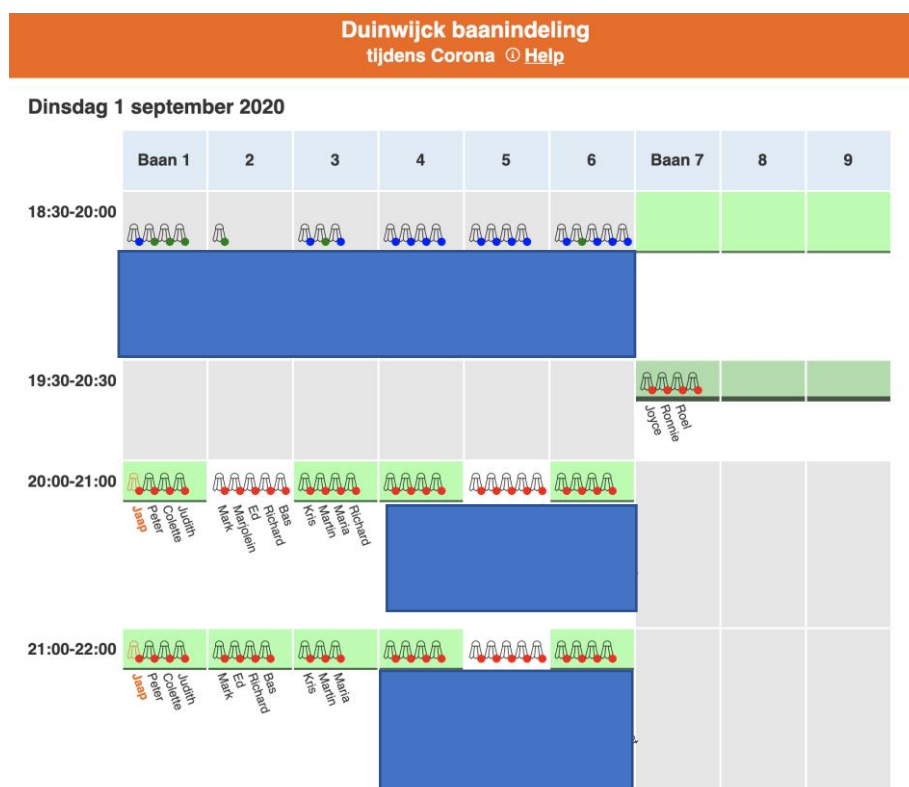 Duinwijck baanindeling
tijdens Corona ⓘ Help
Dinsdag 1 september 2020
Baan 1 2 3 4 5 6 Baan 7 8 9
18:30-20:00
19:30-20:30
Joyce Ronnie Roel
20:00-21:00
Jaap Peter Colette Judith Mark Marjolein Ed Richard Bas Kris Martin Maria Richard
21:00-22:00
Jaap Peter Colette Judith Mark Ed Richard Bas Kris Martin Maria